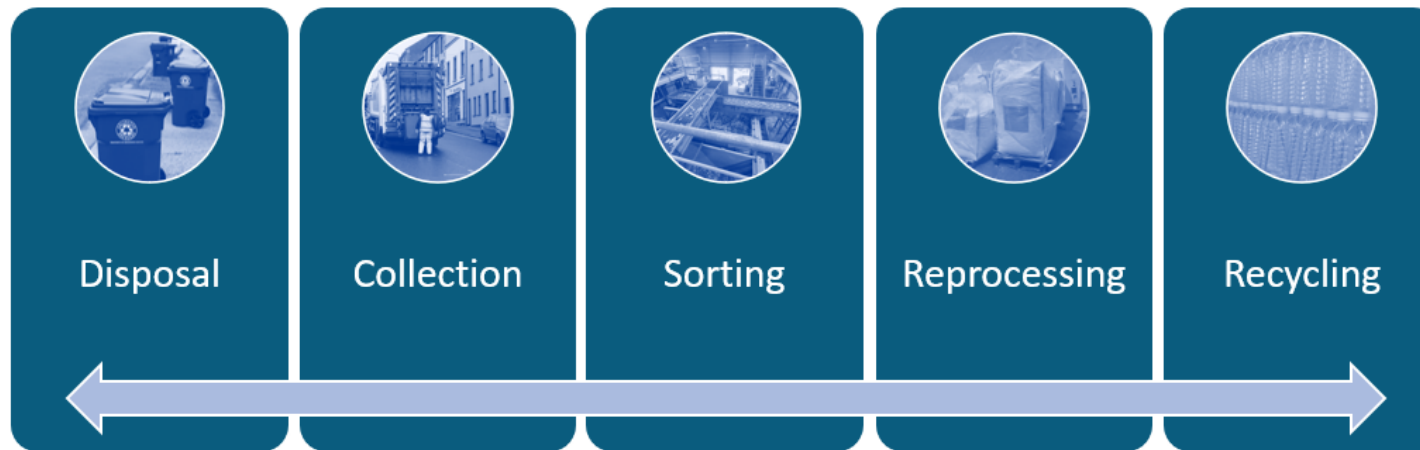 Disposal
Collection
Sorting
Reprocessing
Recycling